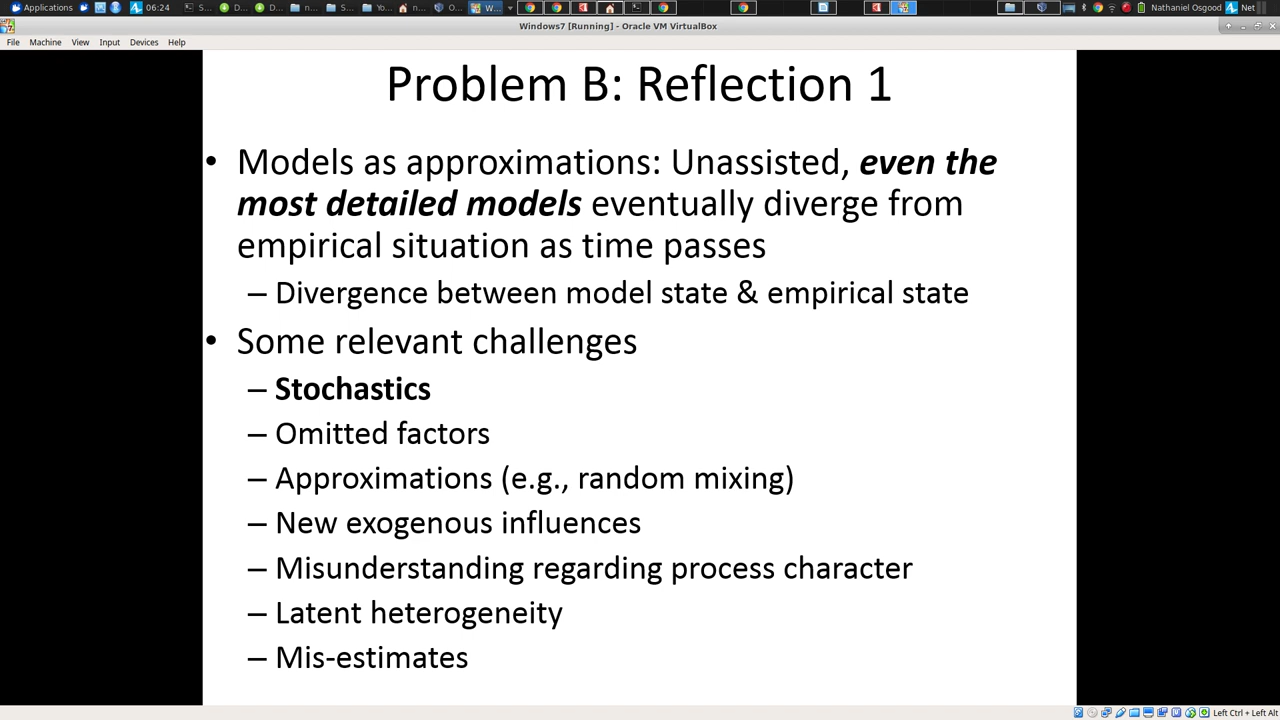 Applications
06:24
S...
D...
D...
n...
S...
Yo...
n...
O...
W...
Nathaniel Osgood
Net
Windows7 [Running] - Oracle VM VirtualBox
File Machine View Input Devices Help
Problem B: Reflection 1
• Models as approximations: Unassisted, even the
most detailed models eventually diverge from
empirical situation as time passes
– Divergence between model state & empirical state
• Some relevant challenges
– Stochastics
– Omitted factors
– Approximations (e.g., random mixing)
– New exogenous influences
– Misunderstanding regarding process character
– Latent heterogeneity
– Mis-estimates
Left Ctrl + Left Alt